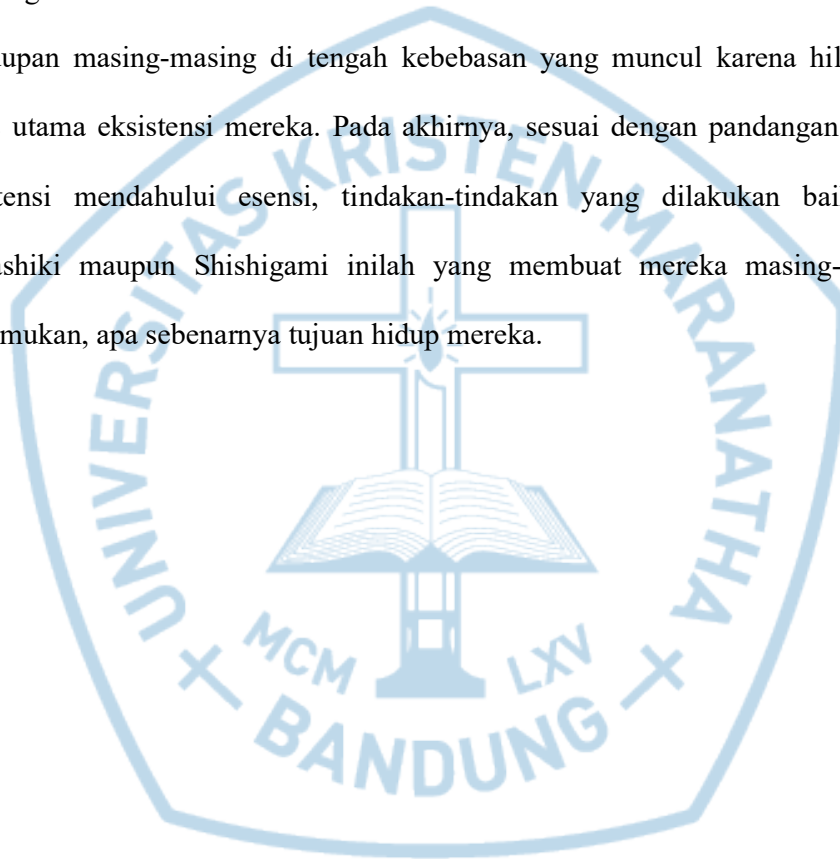 upan masing-masing di tengah kebebasan yang muncul karena hil
utama eksistensi mereka. Pada akhirnya, sesuai dengan pandangan
tensi mendahului esensi, tindakan-tindakan yang dilakukan bai
ashiki maupun Shishigami inilah yang membuat mereka masing-
mukan, apa sebenarnya tujuan hidup mereka.
UNIVERSITAS KRISTEN MARANATHA
MCM LXV
BANDUNG